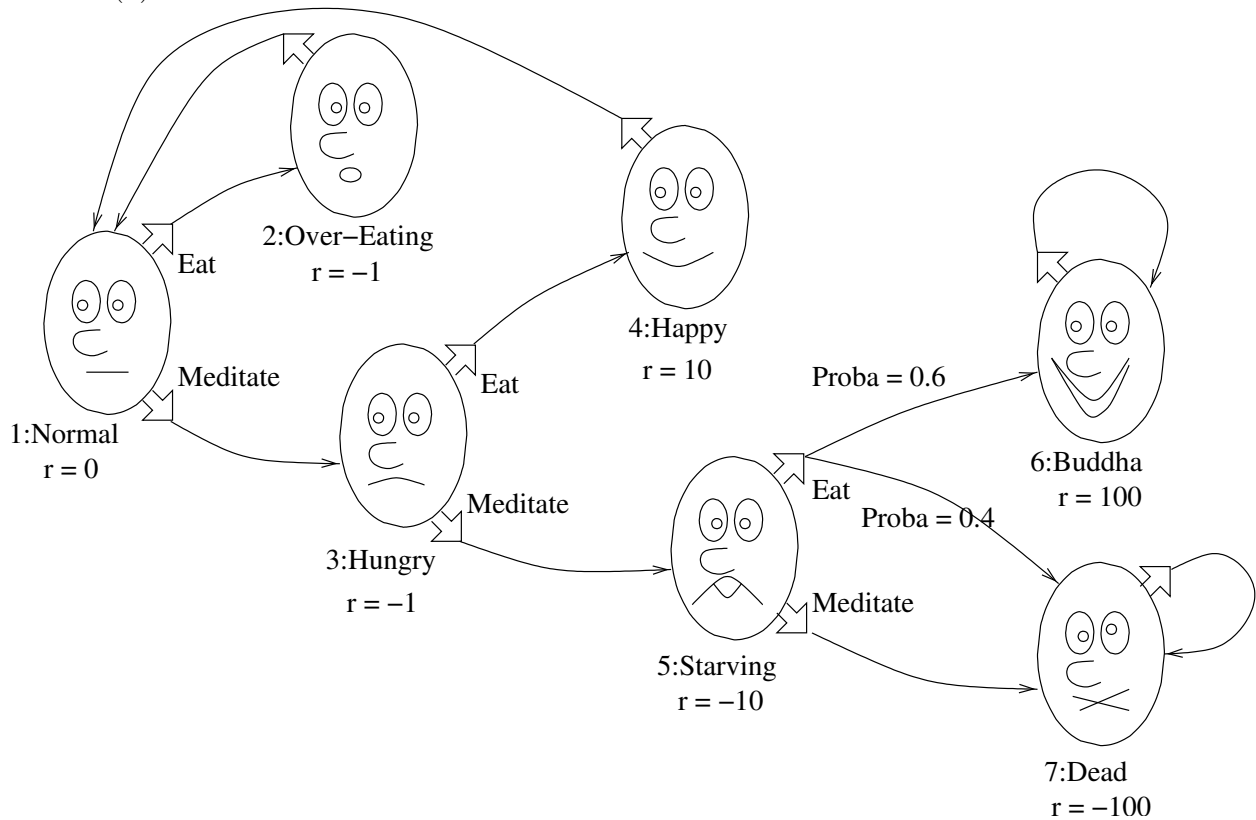 2:Over−Eating
r = −1
Eat
4:Happy
r = 10
Meditate
Eat
Proba = 0.6
1:Normal
r = 0
6:Buddha
r = 100
Meditate
Eat
Proba = 0.4
3:Hungry
r = −1
Meditate
5:Starving
r = −10
7:Dead
r = −100